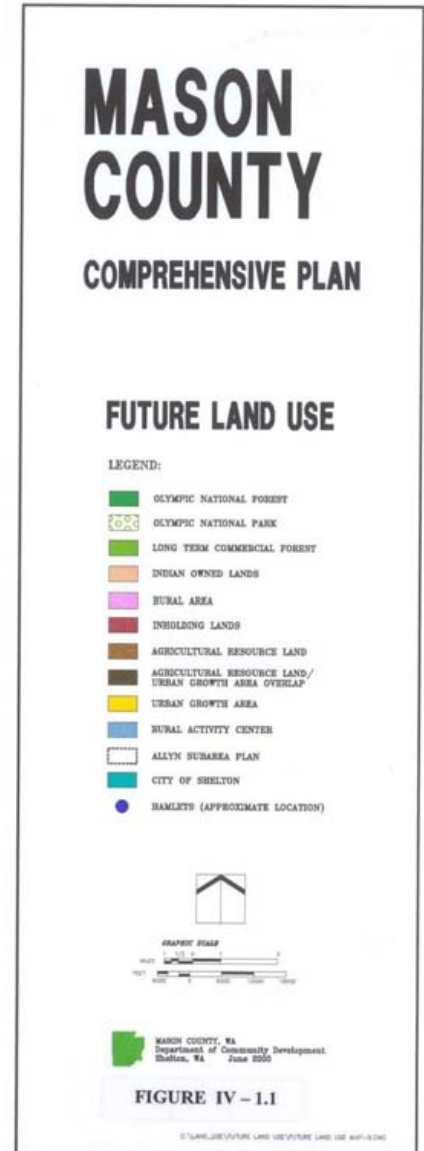 MASON
COUNTY
COMPREHENSIVE PLAN
FUTURE LAND USE
LEGEND:
OLYMPIC NATIONAL FOREST
OLYMPIC NATIONAL PARK
LONG TERM COMMERCIAL FOREST
INDIAN OWNED LANDS
RURAL AREA
INHOLDING LANDS
AGRICULTURAL RESOURCE LAND
AGRICULTURAL RESOURCE LAND/
URBAN GROWTH AREA OVERLAP
URBAN GROWTH AREA
RURAL ACTIVITY CENTER
ALLYN SUBAREA PLAN
CITY OF SHELTON
HAMLETS (APPROXIMATE LOCATION)
GRAPHIC SCALE
MILES
FEET
MASON COUNTY, WA
Department of Community Development
Shelton, WA June 2000
FIGURE IV – 1.1